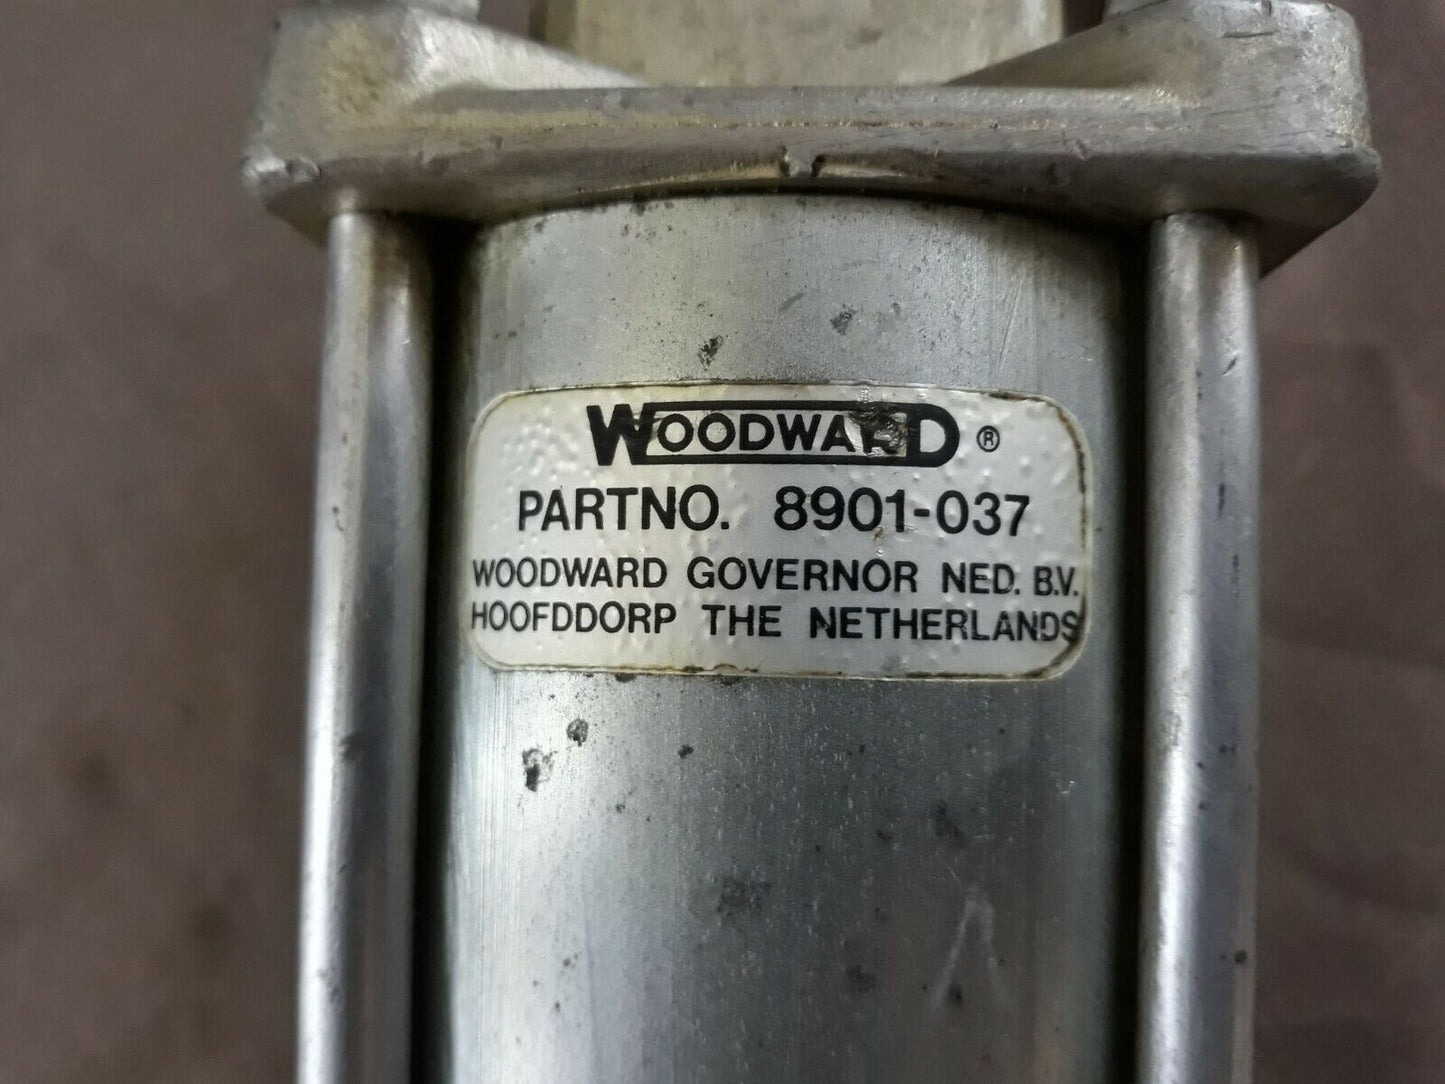 WOODWARD ®
PARTNO. 8901-037
WOODWARD GOVERNOR NED. B.V.
HOOFDDORP THE NETHERLANDS